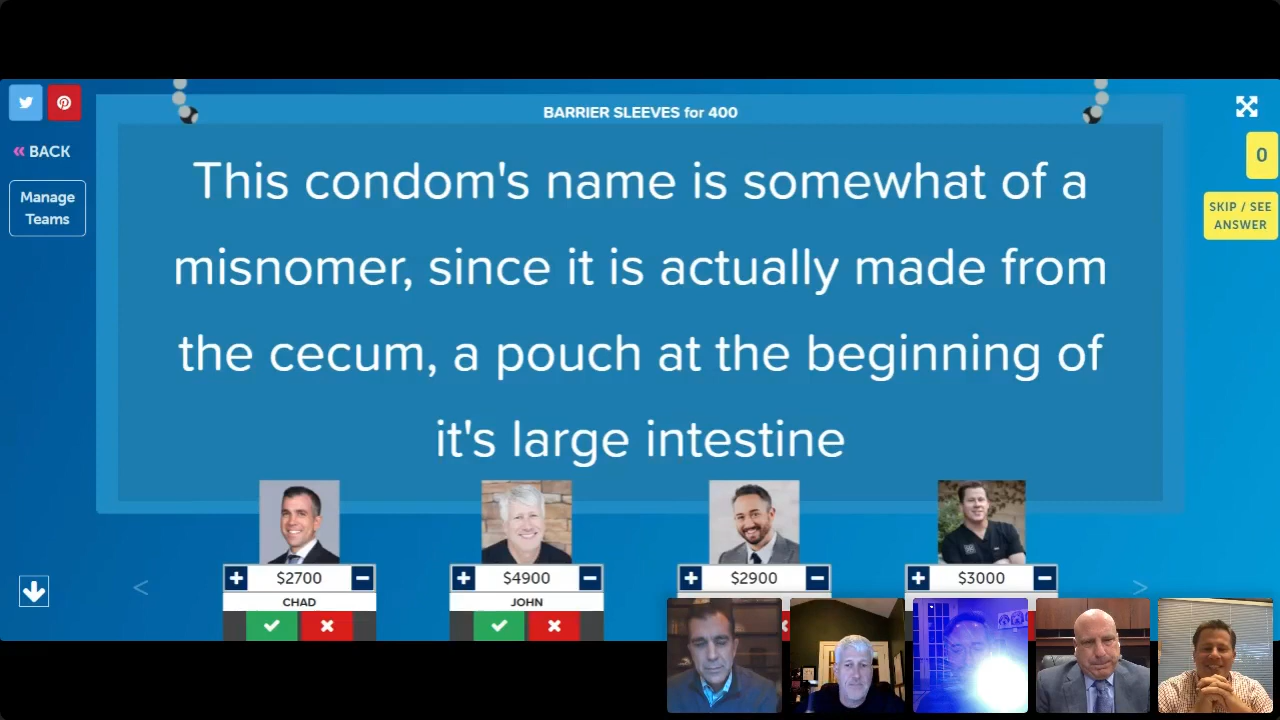 BARRIER SLEEVES for 400
This condom's name is somewhat of a
misnomer, since it is actually made from
the cecum, a pouch at the beginning of
it's large intestine
« BACK
Manage
Teams
0
SKIP / SEE
ANSWER
+ $2700 −
CHAD
+ $4900 −
JOHN
+ $2900 −
+ $3000 −